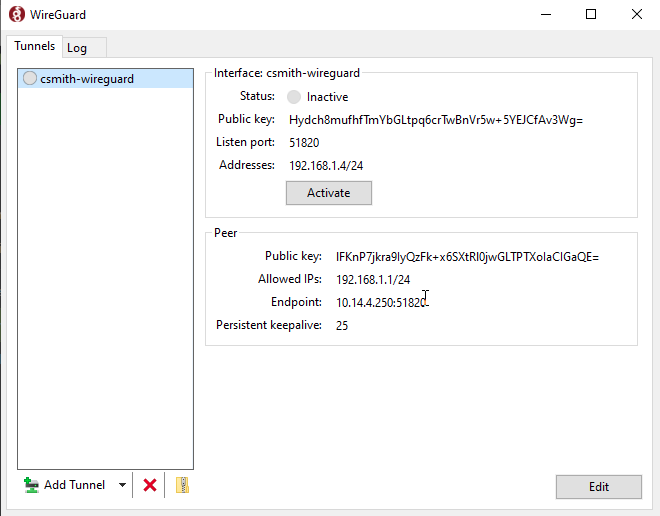 WireGuard
Tunnels
Log
csmith-wireguard
Interface: csmith-wireguard
Status: Inactive
Public key: Hydch8mufhfTmYbGLtpq6crTwBnVr5w+5YEJCfAv3Wg=
Listen port: 51820
Addresses: 192.168.1.4/24
Activate
Peer
Public key: IFKnP7jkra9lyQzFk+x6SXtRl0jwGLTPTXoIaClGaQE=
Allowed IPs: 192.168.1.1/24
Endpoint: 10.14.4.250:51820
Persistent keepalive: 25
Add Tunnel
Edit